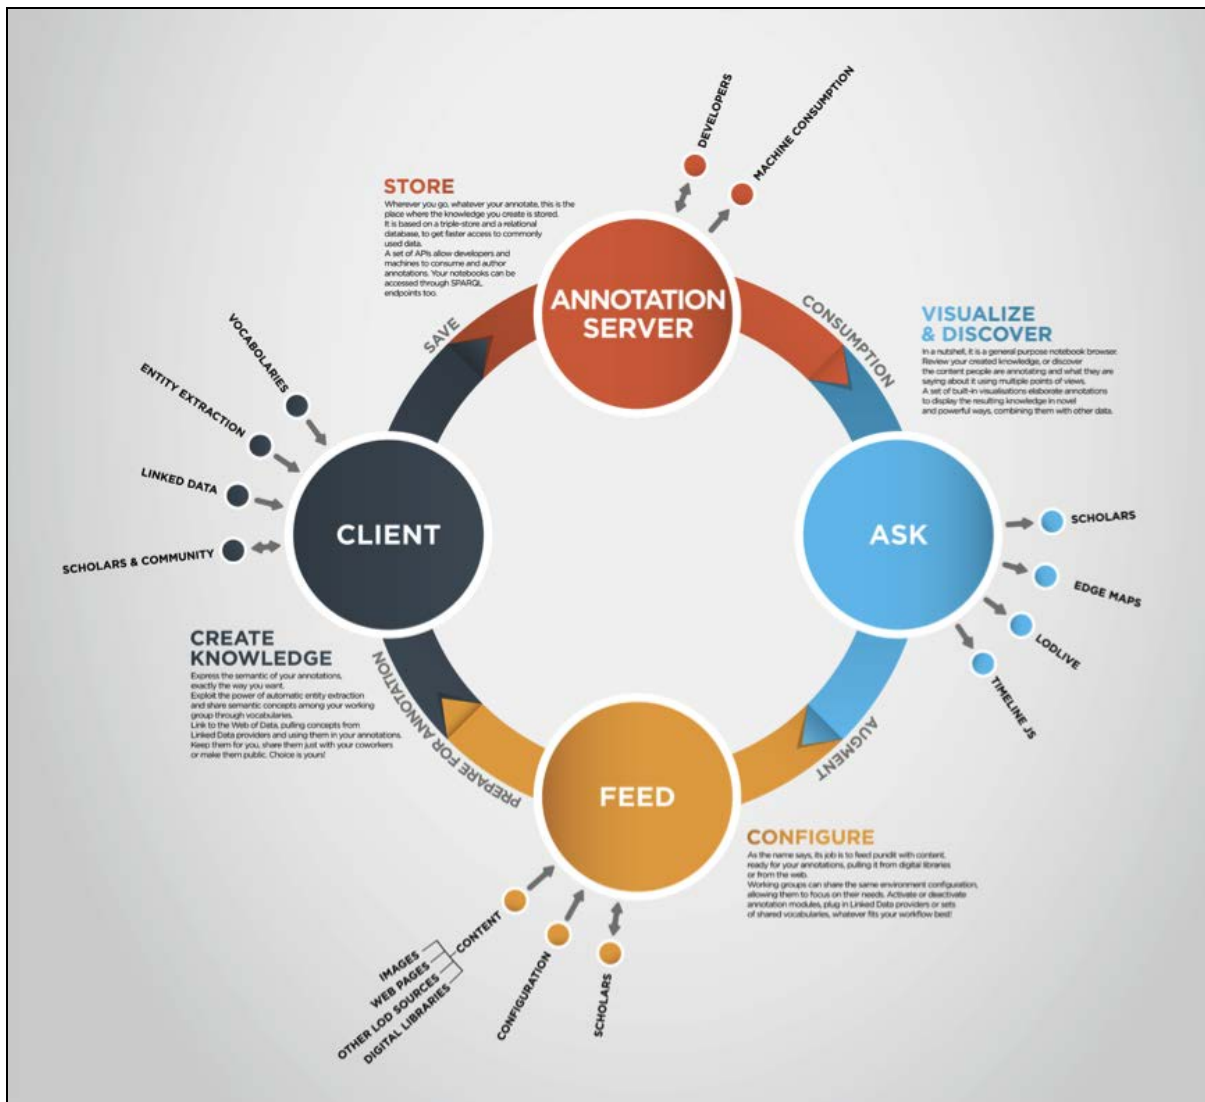 DEVELOPERS
MACHINE CONSUMPTION
STORE
Wherever you go, whatever your annotate, this is the
place where the knowledge you create is stored.
It is based on a triple-store and a relational
database, to get faster access to commonly
used data.
A set of APIs allow developers and
machines to consume and author
annotations. Your notebooks can be
accessed through SPARQL
endpoints too.
ANNOTATION
SERVER
SAVE
CONSUMPTION
VISUALIZE
& DISCOVER
In a nutshell, it is a general purpose notebook browser.
Review your created knowledge, or discover
the content people are annotating and what they are
saying about it using multiple points of views.
A set of built-in visualisations elaborate annotations
to display the resulting knowledge in novel
and powerful ways, combining them with other data.
VOCABOLARIES
ENTITY EXTRACTION
LINKED DATA
SCHOLARS & COMMUNITY
CLIENT
ASK
SCHOLARS
EDGE MAPS
LODLIVE
TIMELINE JS
CREATE
KNOWLEDGE
Express the semantic of your annotations,
exactly the way you want.
Exploit the power of automatic entity extraction
and share semantic concepts among your working
group through vocabularies.
Link to the Web of Data, pulling concepts from
Linked Data providers and using them in your annotations.
Keep them for you, share them just with your coworkers
or make them public. Choice is yours!
PREPARE FOR ANNOTATION
AUGMENT
FEED
CONFIGURE
As the name says, its job is to feed pundit with content,
ready for your annotations, pulling it from digital libraries
or from the web.
Working groups can share the same environment configuration,
allowing them to focus on their needs. Activate or deactivate
annotation modules, plug in Linked Data providers or sets
of shared vocabularies, whatever fits your workflow best!
CONTENT
IMAGES
WEB PAGES
OTHER LOD SOURCES
DIGITAL LIBRARIES
CONFIGURATION
SCHOLARS